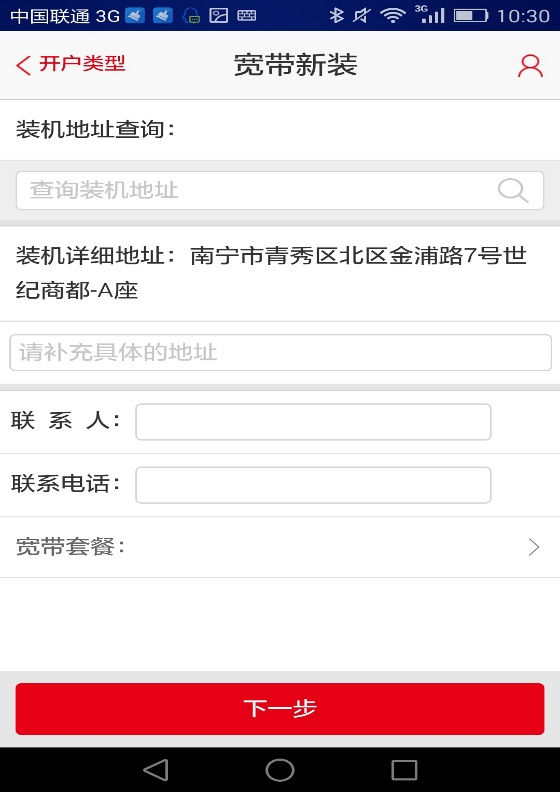 中国联通 3G
3G
10:30
开户类型
宽带新装
装机地址查询：
查询装机地址
装机详细地址：南宁市青秀区北区金浦路7号世
纪商都-A座
请补充具体的地址
联 系 人：
联系电话：
宽带套餐：
下一步